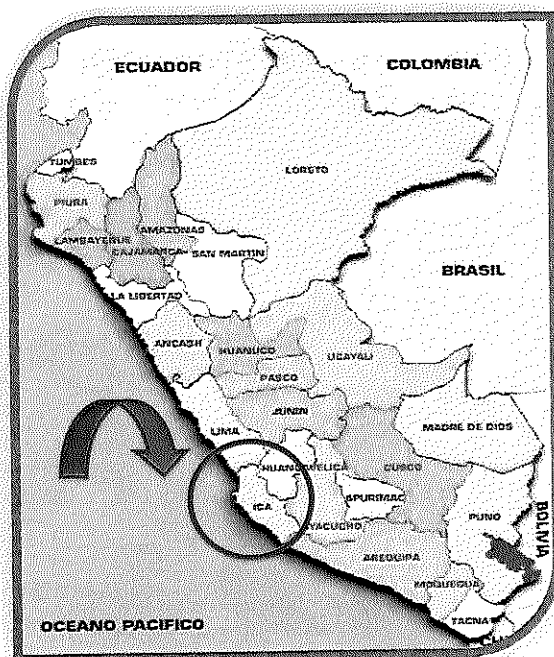 ECUADOR
COLOMBIA
TUMBES
LORETO
PIURA
AMAZONAS
LAMBAYEQUE
CAJAMARCA
SAN MARTIN
BRASIL
LA LIBERTAD
ANCASH
HUANUCO
UCAYALI
PASCO
JUNIN
LIMA
MADRE DE DIOS
HUANCAVELICA
CUSCO
ICA
APURIMAC
PUNO
BOLIVIA
AYACUCHO
AREQUIPA
MOQUEGUA
TACNA
OCEANO PACIFICO